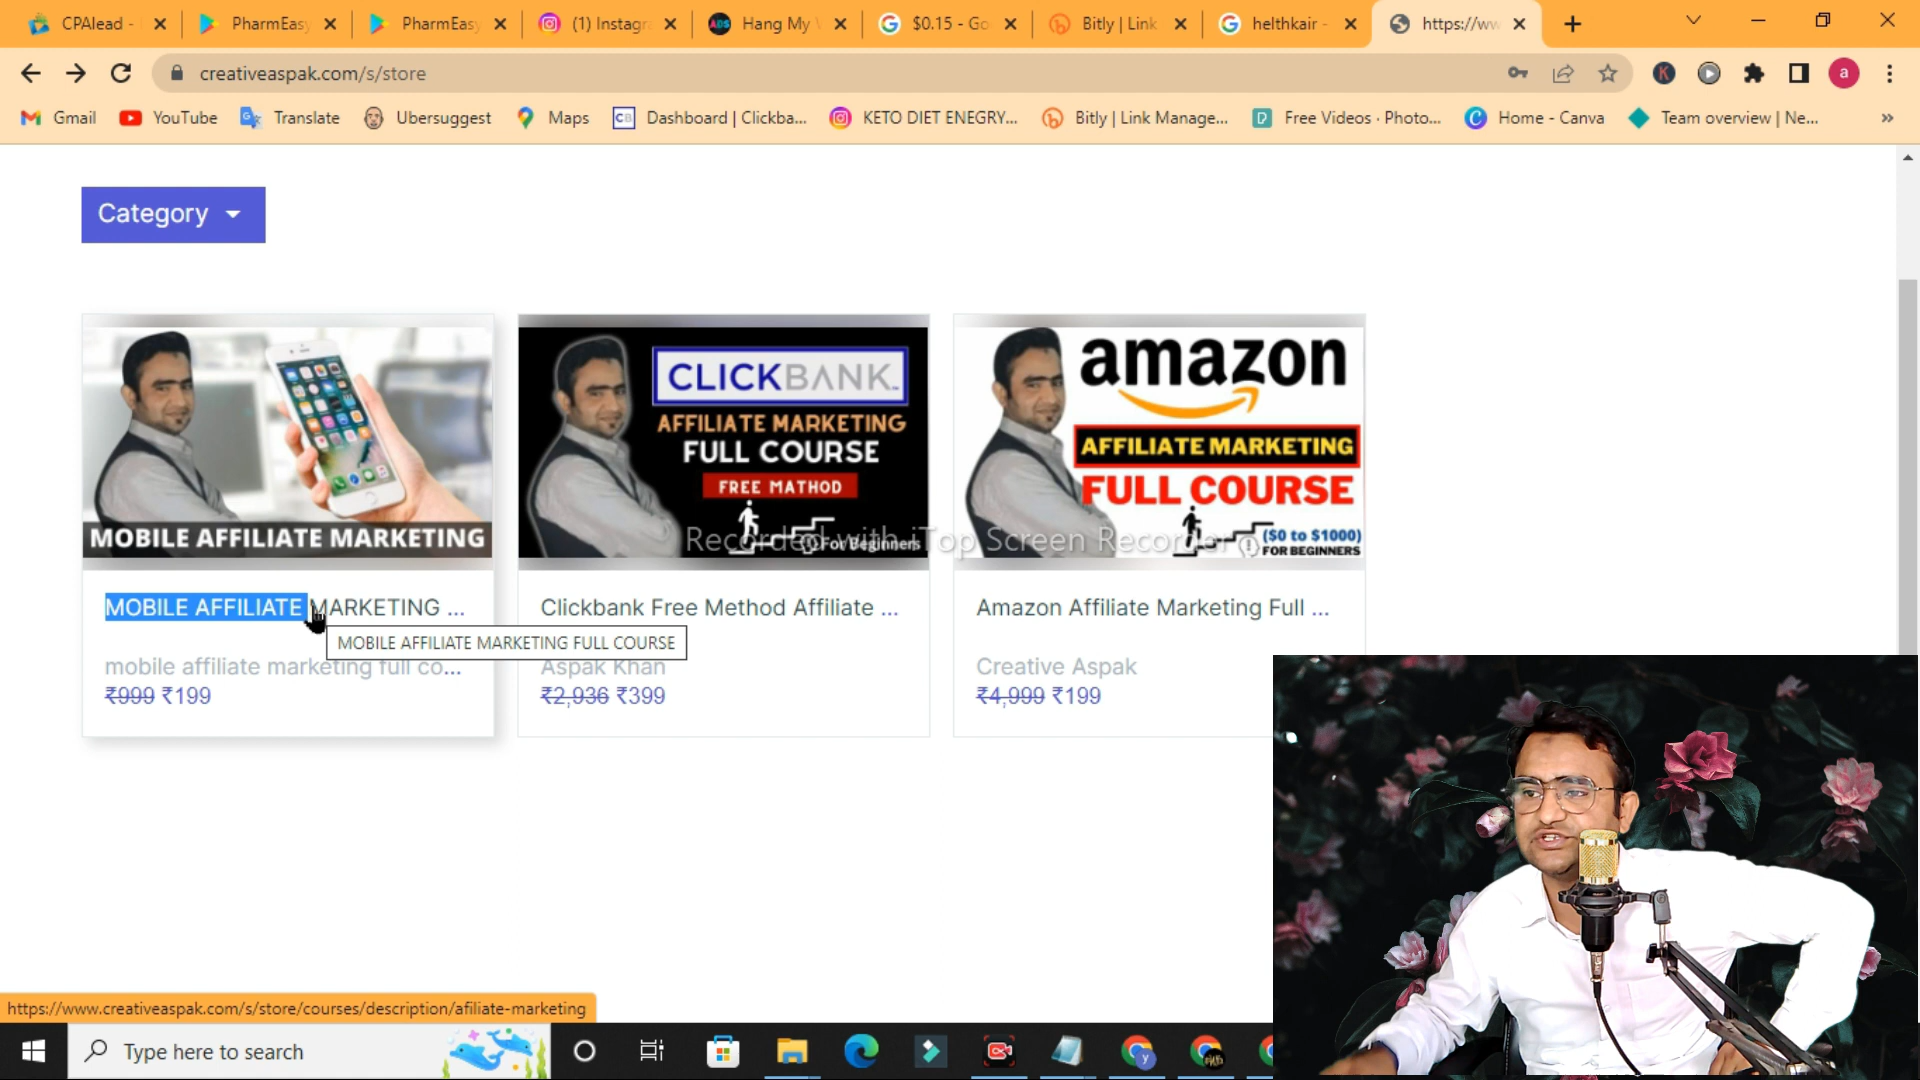 CPAlead -
PharmEasy
PharmEasy
(1) Instagr
Hang My
$0.15 - Go
Bitly | Link
helthkair -
https://ww
creativeaspak.com/s/store
K
a
Gmail
YouTube
Translate
Ubersuggest
Maps
CB
Dashboard | Clickba...
KETO DIET ENEGRY...
Bitly | Link Manage...
Free Videos · Photo...
Home - Canva
Team overview | Ne...
Category
MOBILE AFFILIATE MARKETING
CLICKBANK
AFFILIATE MARKETING
FULL COURSE
FREE MATHOD
For Beginners
amazon
AFFILIATE MARKETING
FULL COURSE
($0 to $1000)
FOR BEGINNERS
Recorded with iTop Screen Recorder
MOBILE AFFILIATE MARKETING ...
MOBILE AFFILIATE MARKETING FULL COURSE
mobile affiliate marketing full co...
₹999 ₹199
Clickbank Free Method Affiliate ...
Aspak Khan
₹2,936 ₹399
Amazon Affiliate Marketing Full ...
Creative Aspak
₹4,999 ₹199
https://www.creativeaspak.com/s/store/courses/description/afiliate-marketing
Type here to search